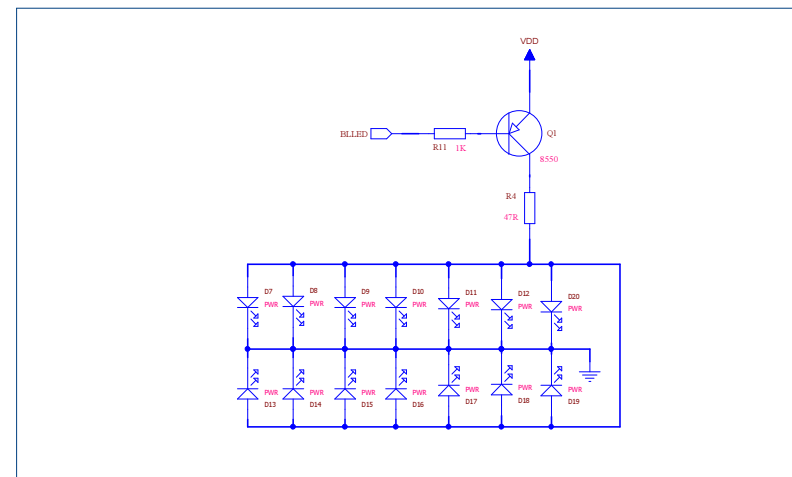 VDD
BLLED
R11 1K
Q1
8550
R4
47R
D7 D8 D9 D10 D11 D12 D20
PWR PWR PWR PWR PWR PWR PWR
PWR PWR PWR PWR PWR PWR PWR
D13 D14 D15 D16 D17 D18 D19